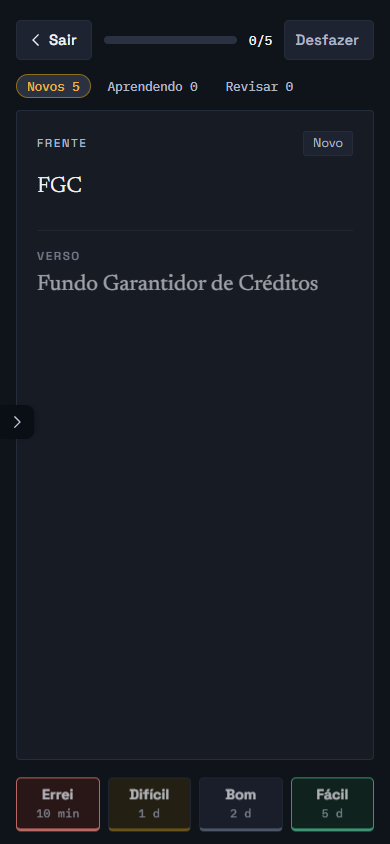 Sair
0/5
Desfazer
Novos 5
Aprendendo 0
Revisar 0
FRENTE
Novo
FGC
VERSO
Fundo Garantidor de Créditos
Errei
10 min
Difícil
1 d
Bom
2 d
Fácil
5 d